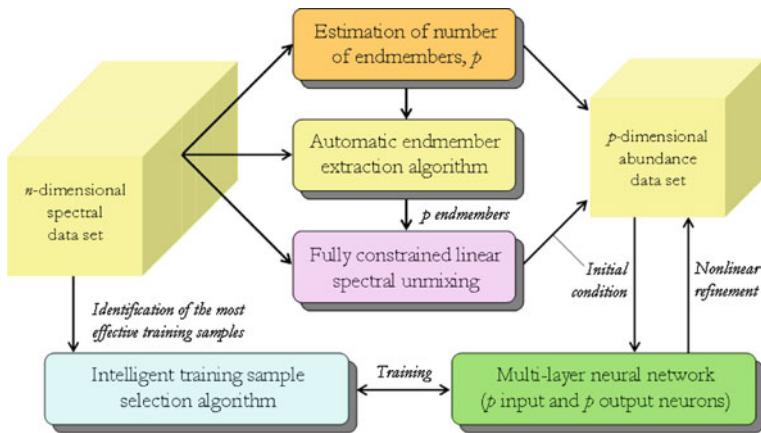 Estimation of number
of endmembers, p
Automatic endmember
extraction algorithm
p-dimensional
abundance
data set
n-dimensional
spectral
data set
p endmembers
Fully constrained linear
spectral unmixing
Initial
condition
Nonlinear
refinement
Identification of the most
effective training samples
Intelligent training sample
selection algorithm
Training
Multi-layer neural network
(p input and p output neurons)